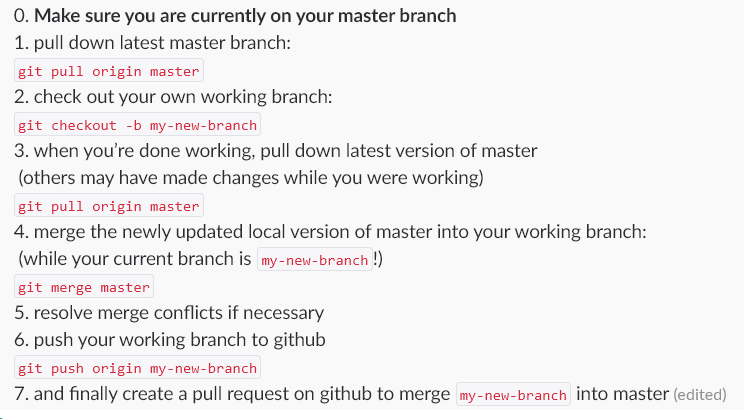 0. Make sure you are currently on your master branch
1. pull down latest master branch:
git pull origin master
2. check out your own working branch:
git checkout -b my-new-branch
3. when you’re done working, pull down latest version of master
(others may have made changes while you were working)
git pull origin master
4. merge the newly updated local version of master into your working branch:
(while your current branch is my-new-branch!)
git merge master
5. resolve merge conflicts if necessary
6. push your working branch to github
git push origin my-new-branch
7. and finally create a pull request on github to merge my-new-branch into master (edited)